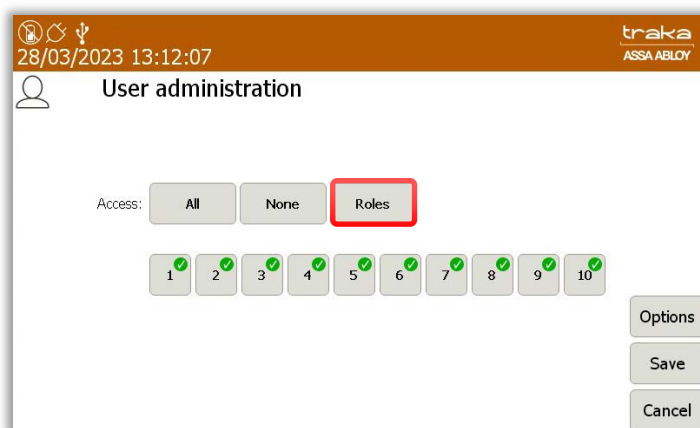 traka
28/03/2023 13:12:07
ASSA ABLOY
User administration
Access: All None Roles
1 2 3 4 5 6 7 8 9 10
Options
Save
Cancel